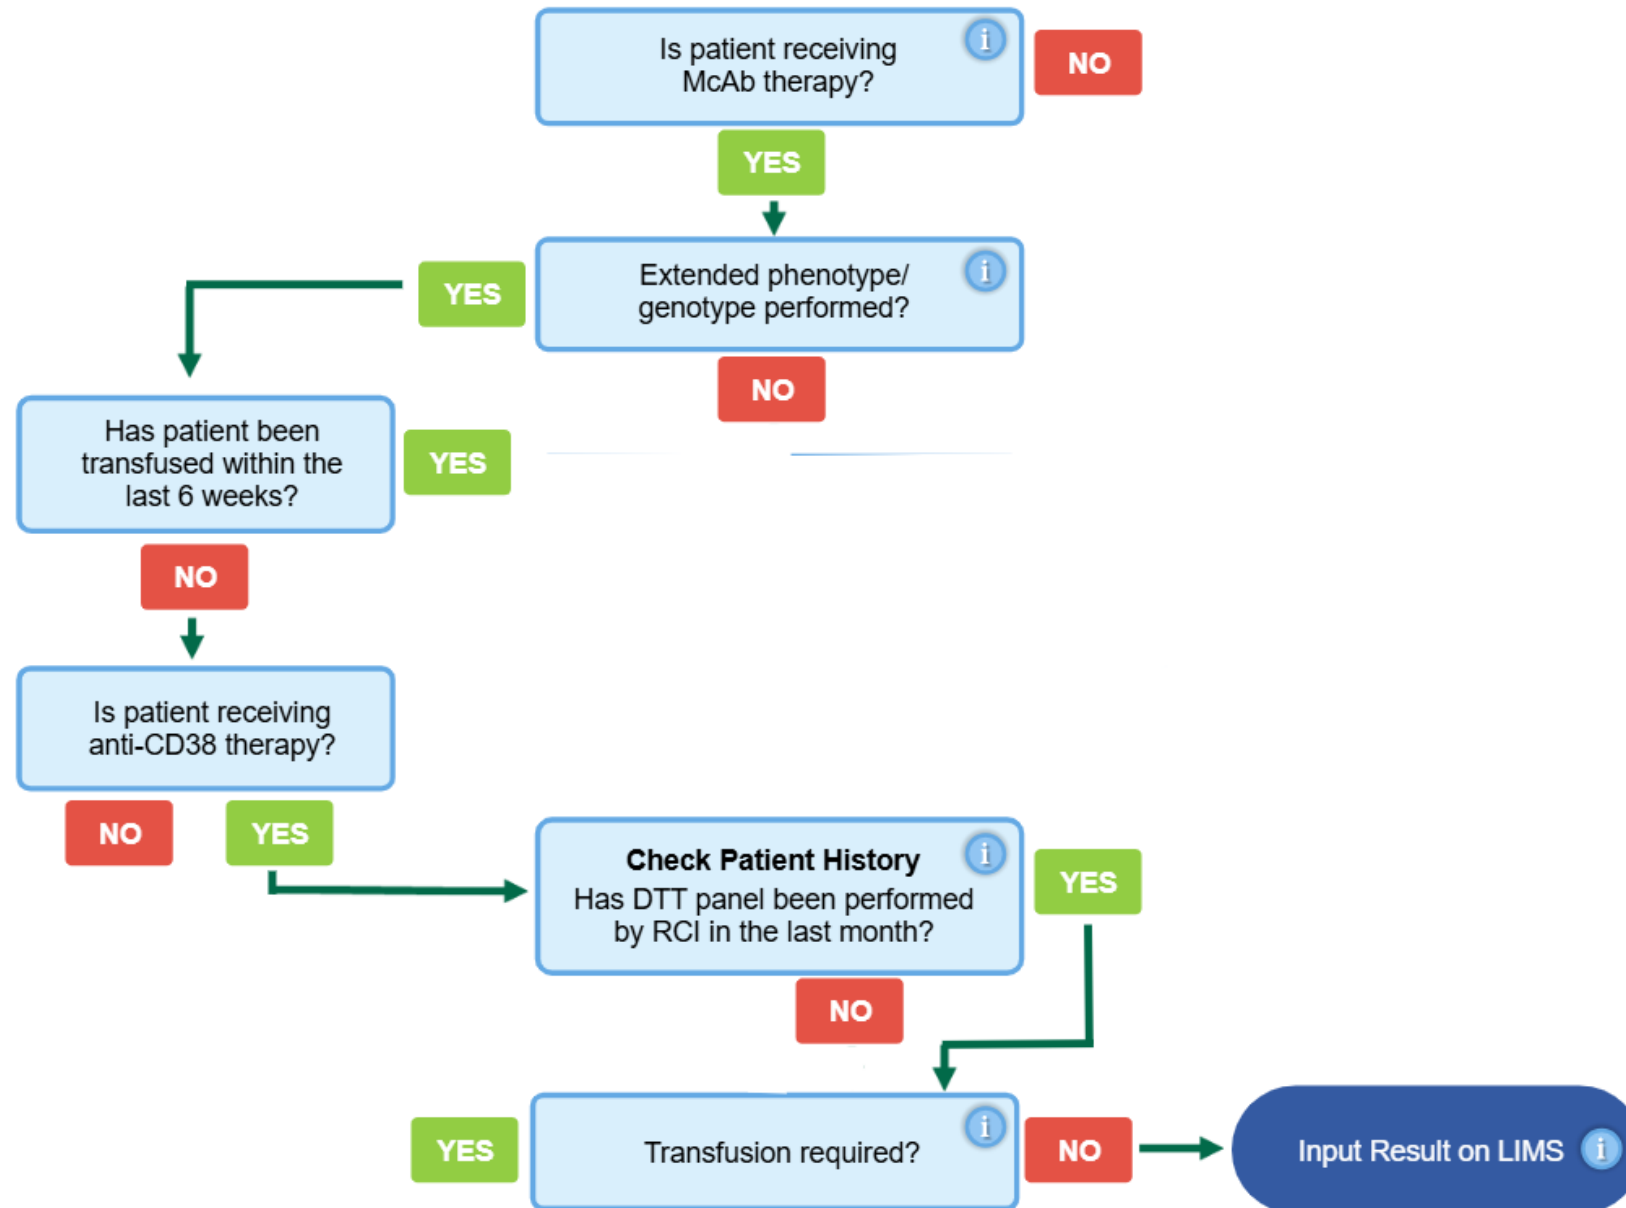 Is patient receiving
McAb therapy?
i
NO
YES
Extended phenotype/
genotype performed?
i
YES
NO
Has patient been
transfused within the
last 6 weeks?
YES
NO
Is patient receiving
anti-CD38 therapy?
NO
YES
Check Patient History
Has DTT panel been performed
by RCI in the last month?
i
YES
NO
YES
Transfusion required?
i
NO
Input Result on LIMS
i